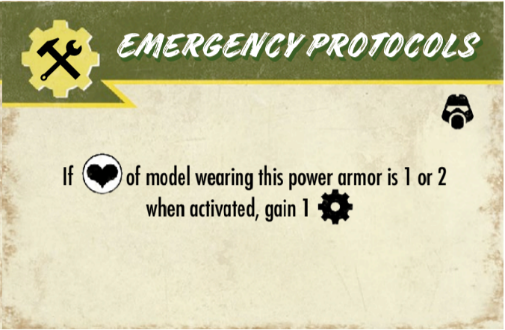 EMERGENCY PROTOCOLS
If of model wearing this power armor is 1 or 2
when activated, gain 1